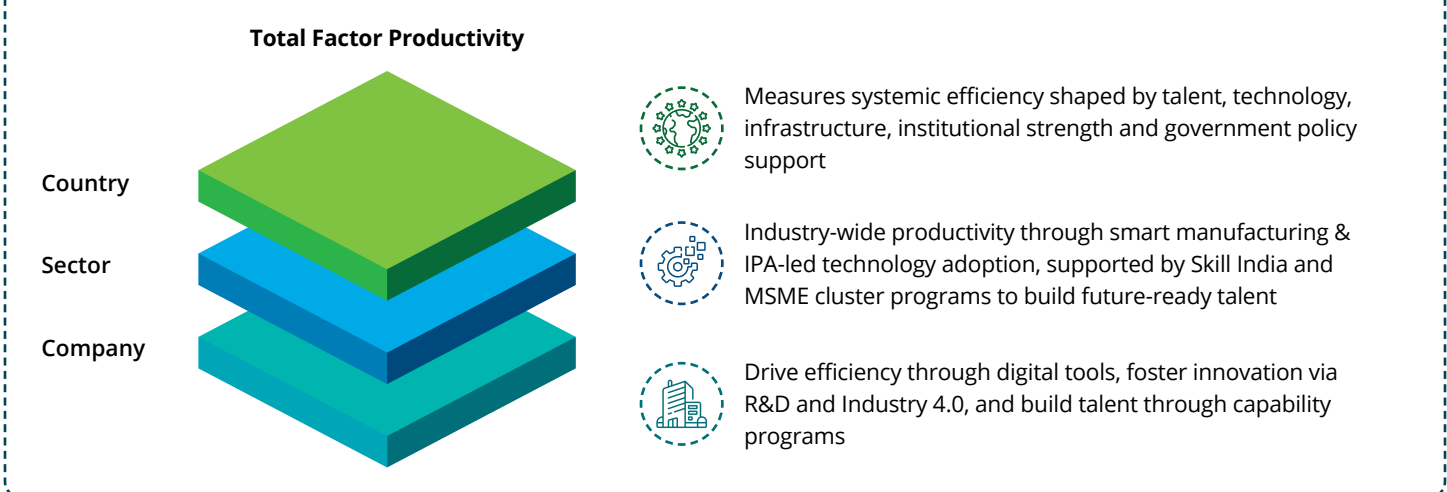 Total Factor Productivity
Country
Measures systemic efficiency shaped by talent, technology,
infrastructure, institutional strength and government policy
support
Sector
Industry-wide productivity through smart manufacturing &
IPA-led technology adoption, supported by Skill India and
MSME cluster programs to build future-ready talent
Company
Drive efficiency through digital tools, foster innovation via
R&D and Industry 4.0, and build talent through capability
programs